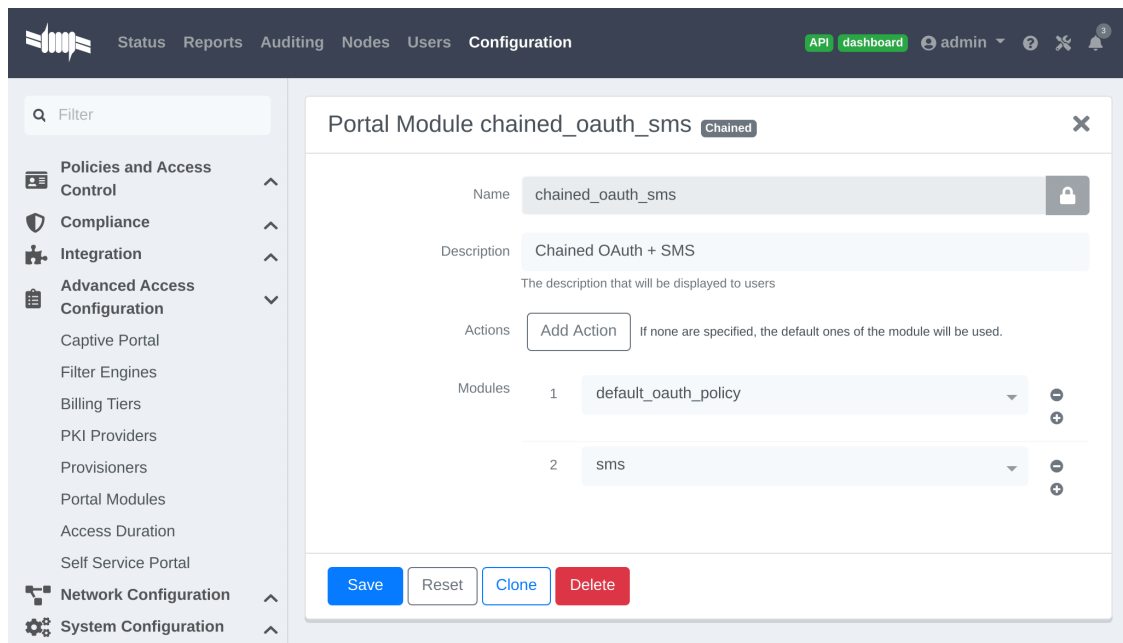 Status Reports Auditing Nodes Users Configuration API dashboard admin 3
Filter
Policies and Access
Control
Compliance
Integration
Advanced Access
Configuration
Captive Portal
Filter Engines
Billing Tiers
PKI Providers
Provisioners
Portal Modules
Access Duration
Self Service Portal
Network Configuration
System Configuration
Portal Module chained_oauth_sms Chained
Name chained_oauth_sms
Description Chained OAuth + SMS
The description that will be displayed to users
Actions Add Action If none are specified, the default ones of the module will be used.
Modules 1 default_oauth_policy
2 sms
Save Reset Clone Delete